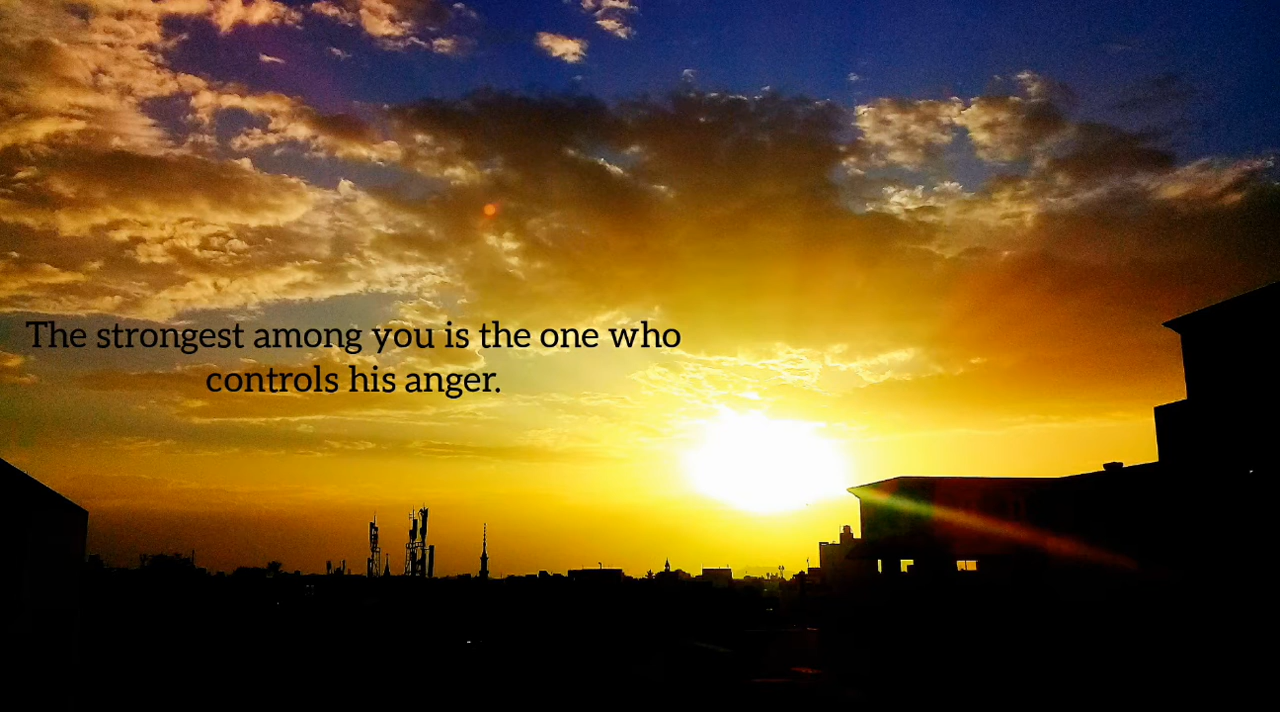 The strongest among you is the one who
controls his anger.